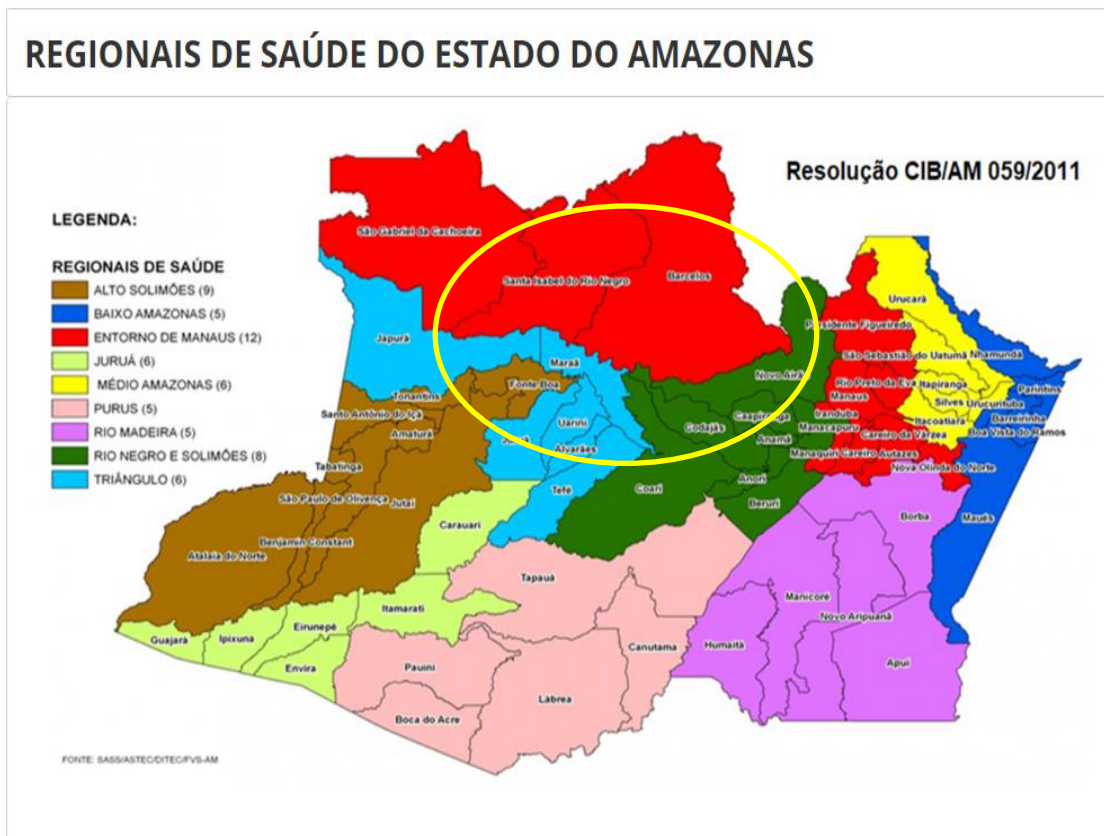 REGIONAIS DE SAÚDE DO ESTADO DO AMAZONAS
Resolução CIB/AM 059/2011
LEGENDA:
REGIONAIS DE SAÚDE
ALTO SOLIMÕES (9)
BAIXO AMAZONAS (5)
ENTORNO DE MANAUS (12)
JURUÁ (6)
MÉDIO AMAZONAS (6)
PURUS (5)
RIO MADEIRA (5)
RIO NEGRO E SOLIMÕES (8)
TRIÂNGULO (6)
São Gabriel da Cachoeira
Santa Isabel do Rio Negro
Barcelos
Urucará
Presidente Figueiredo
Japurá
São Sebastião do Uatumã
Nhamundá
Maraã
Novo Airã
Fonte Boa
Rio Preto da Eva
Itapiranga
Parintins
Tonantins
Manaus
Silves
Urucurituba
Santo Antônio do Iça
Iranduba
Caapiranga
Barreirinha
Uarini
Codajás
Manacapuru
Itacoatiara
Boa Vista do Ramos
Amatura
Anamã
Careiro da Várzea
Alvarães
Manaquiri
Careiro
Autazes
Tabatinga
Nova Olinda do Norte
Anori
Tefé
Coari
São Paulo de Olivença
Jutaí
Beruri
Borba
Maués
Carauari
Benjamin Constant
Atalaia do Norte
Tapauá
Manicoré
Itamarati
Novo Aripuanã
Eirunepé
Guajará
Ipixuna
Humaitá
Canutama
Apui
Envira
Pauini
Lábrea
Boca do Acre
FONTE: SASS/ASTEC/DITEC/FVS-AM